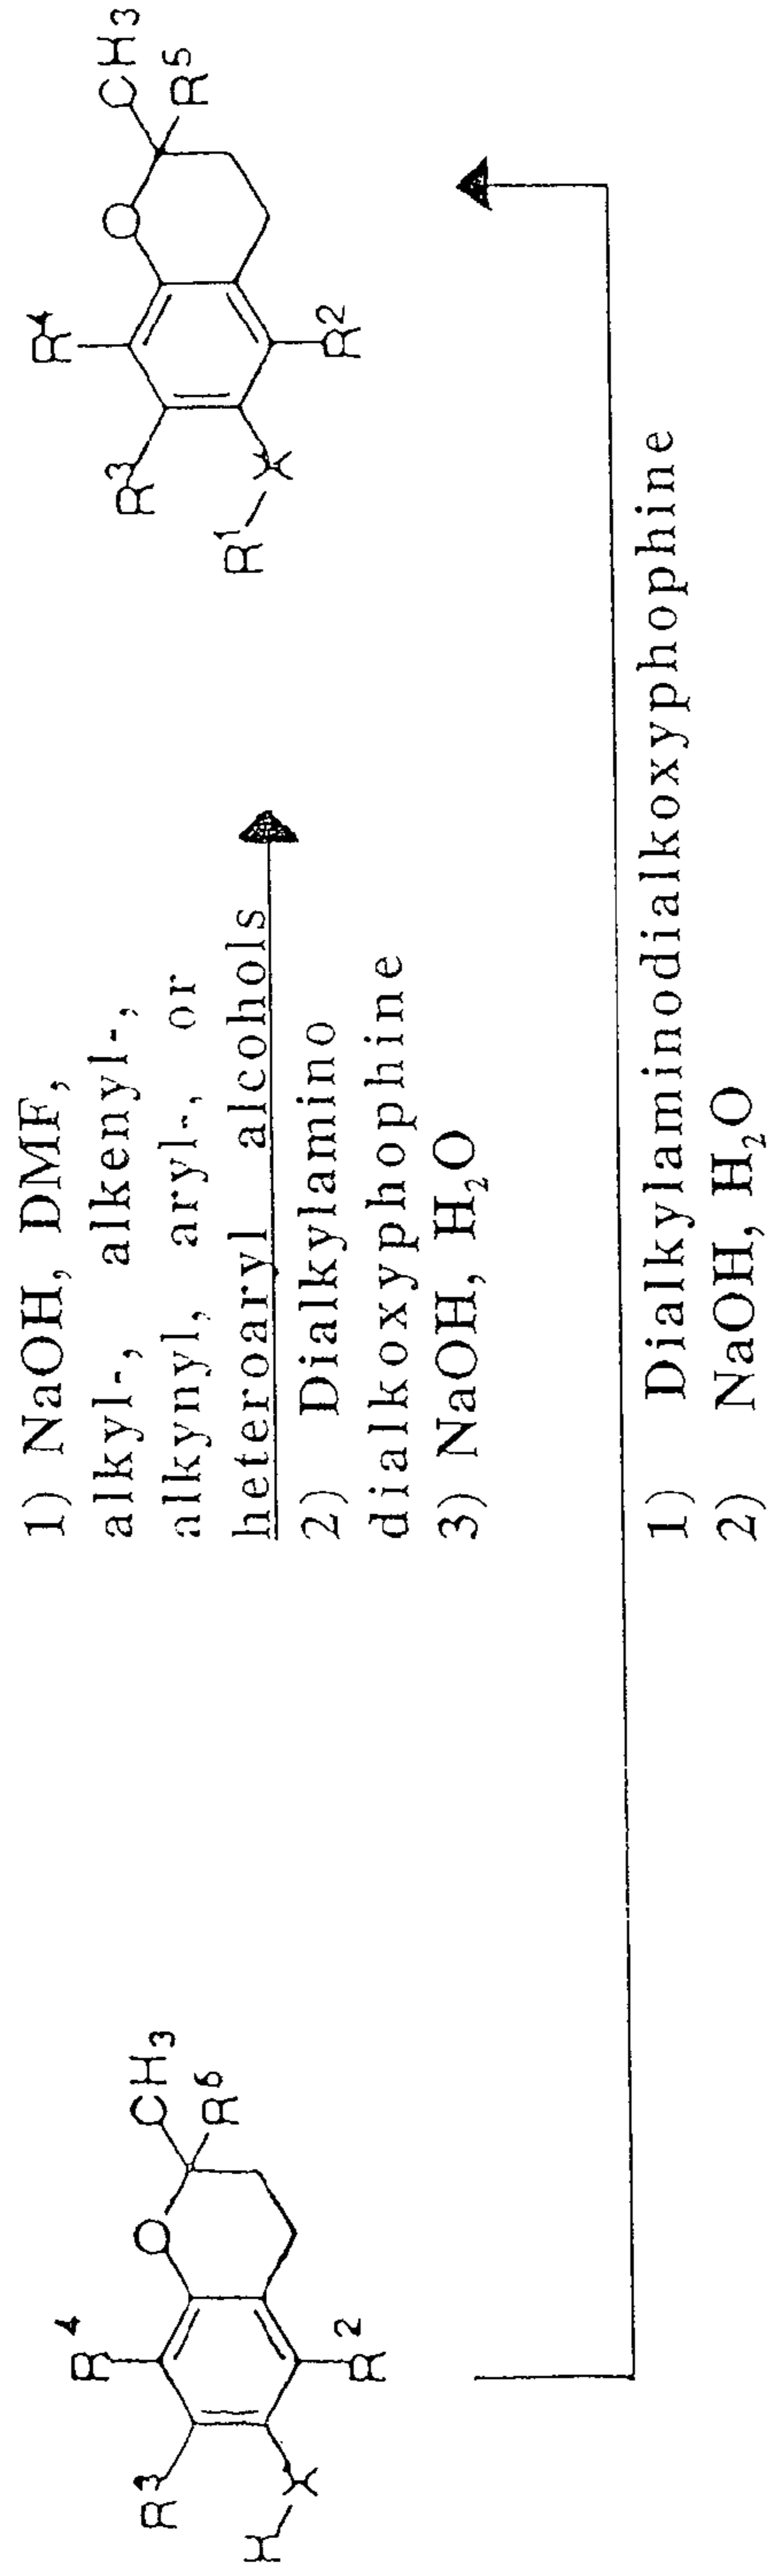 H-X
R3
R4
O
CH3
R6
R2
1) NaOH, DMF,
alkyl-, alkenyl-,
alkynyl, aryl-, or
heteroaryl alcohols
2) Dialkylamino
dialkoxyphophine
3) NaOH, H2O
R1-X
R3
R4
O
CH3
R5
R2
1) Dialkylaminodialkoxyphophine
2) NaOH, H2O